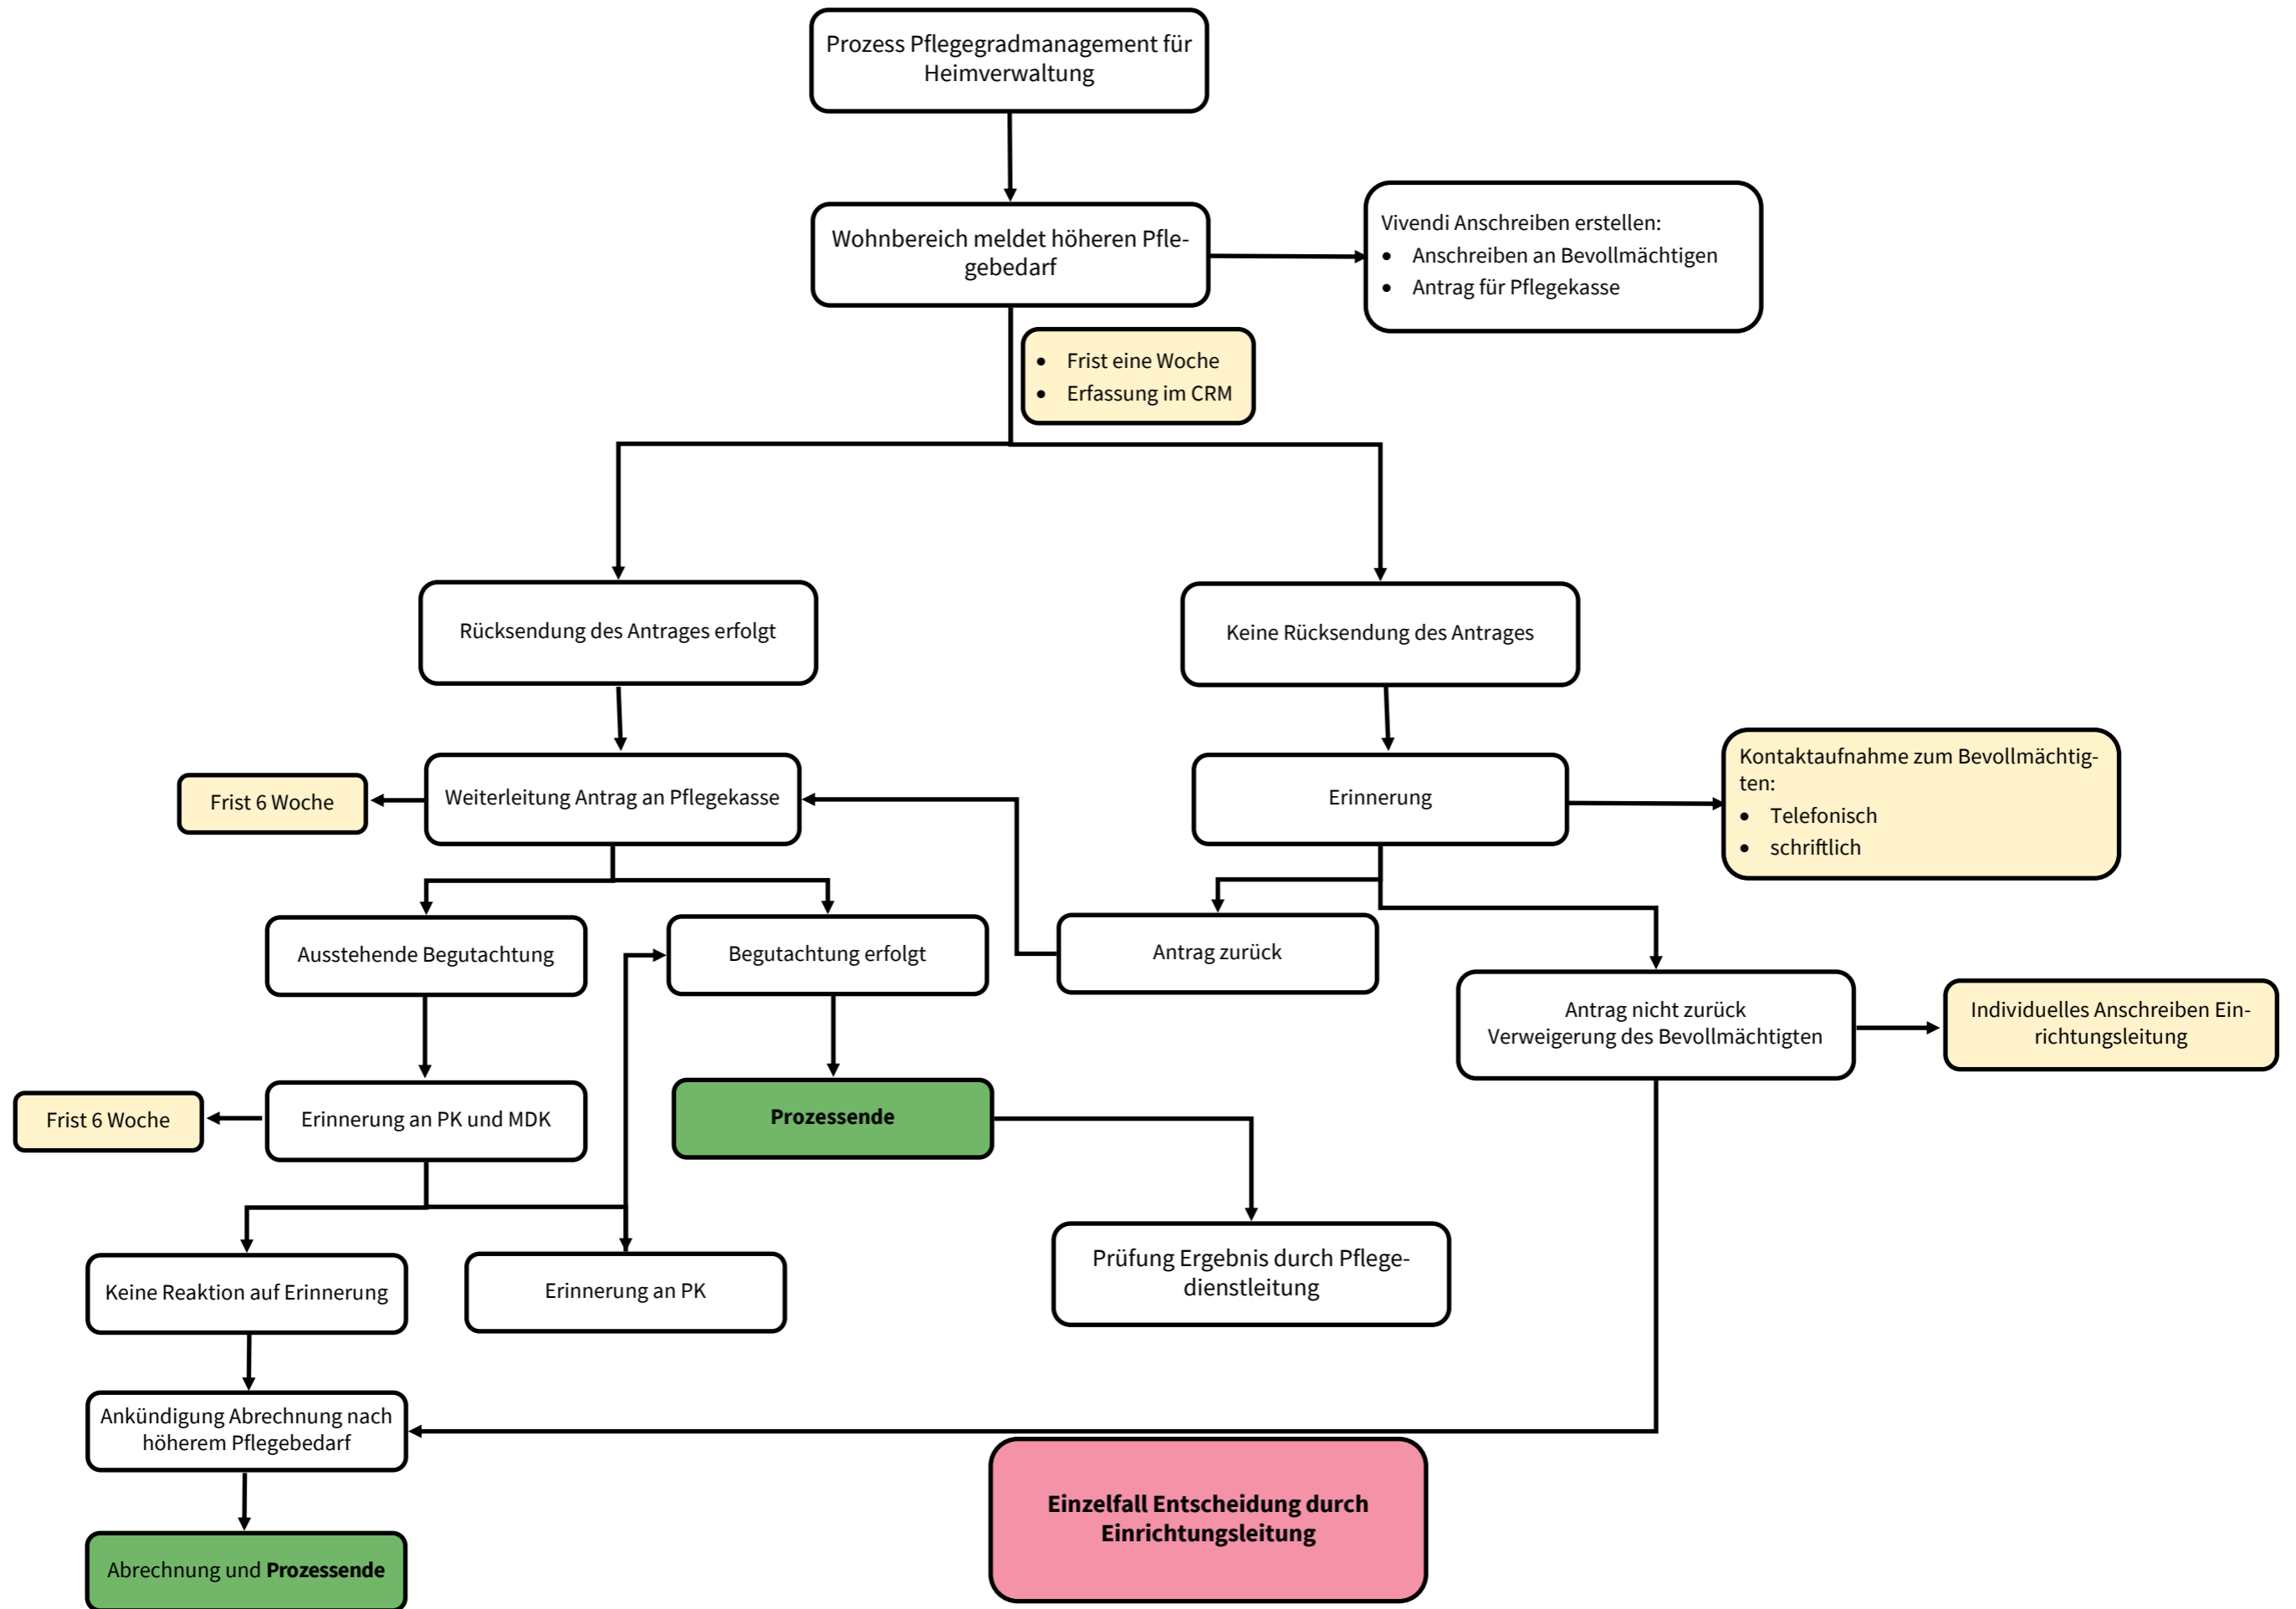 Prozess Pflegegradmanagement für
Heimverwaltung
Wohnbereich meldet höheren Pfle-
gebedarf
Vivendi Anschreiben erstellen:
• Anschreiben an Bevollmächtigen
• Antrag für Pflegekasse
• Frist eine Woche
• Erfassung im CRM
Rücksendung des Antrages erfolgt
Keine Rücksendung des Antrages
Frist 6 Woche
Weiterleitung Antrag an Pflegekasse
Erinnerung
Kontaktaufnahme zum Bevollmächtig-
ten:
• Telefonisch
• schriftlich
Ausstehende Begutachtung
Begutachtung erfolgt
Antrag zurück
Antrag nicht zurück
Verweigerung des Bevollmächtigten
Individuelles Anschreiben Ein-
richtungsleitung
Frist 6 Woche
Erinnerung an PK und MDK
Prozessende
Keine Reaktion auf Erinnerung
Erinnerung an PK
Prüfung Ergebnis durch Pflege-
dienstleitung
Ankündigung Abrechnung nach
höherem Pflegebedarf
Einzelfall Entscheidung durch
Einrichtungsleitung
Abrechnung und Prozessende